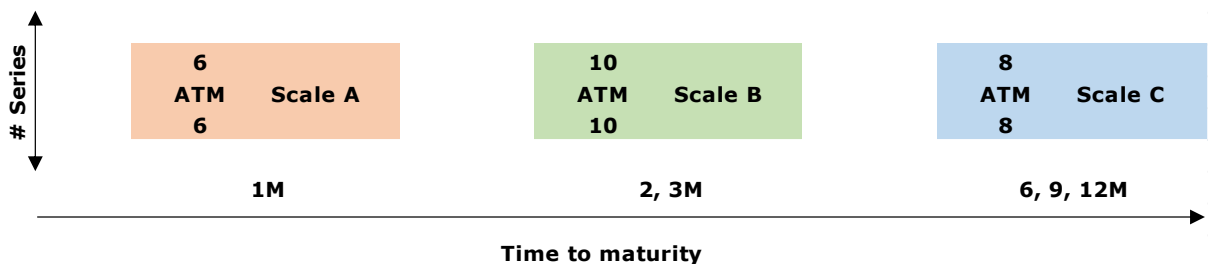 # Series
6
ATM Scale A
6
10
ATM Scale B
10
8
ATM Scale C
8
1M
2, 3M
6, 9, 12M
Time to maturity